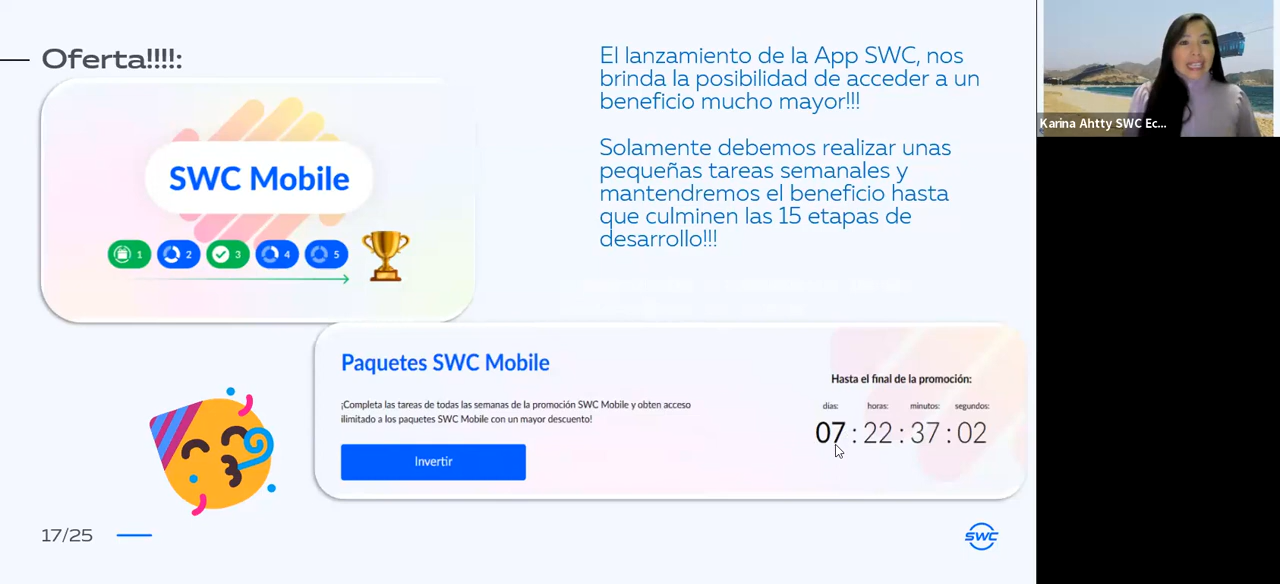 Oferta!!!!:
El lanzamiento de la App SWC, nos
brinda la posibilidad de acceder a un
beneficio mucho mayor!!!
Solamente debemos realizar unas
pequeñas tareas semanales y
mantendremos el beneficio hasta
que culminen las 15 etapas de
desarrollo!!!
SWC Mobile
1 2 3 4 5
Paquetes SWC Mobile
¡Completa las tareas de todas las semanas de la promoción SWC Mobile y obten acceso
ilimitado a los paquetes SWC Mobile con un mayor descuento!
Invertir
Hasta el final de la promoción:
días: horas: minutos: segundos:
07 : 22 : 37 : 02
17/25
SWC
Karina Ahtty SWC Ec...